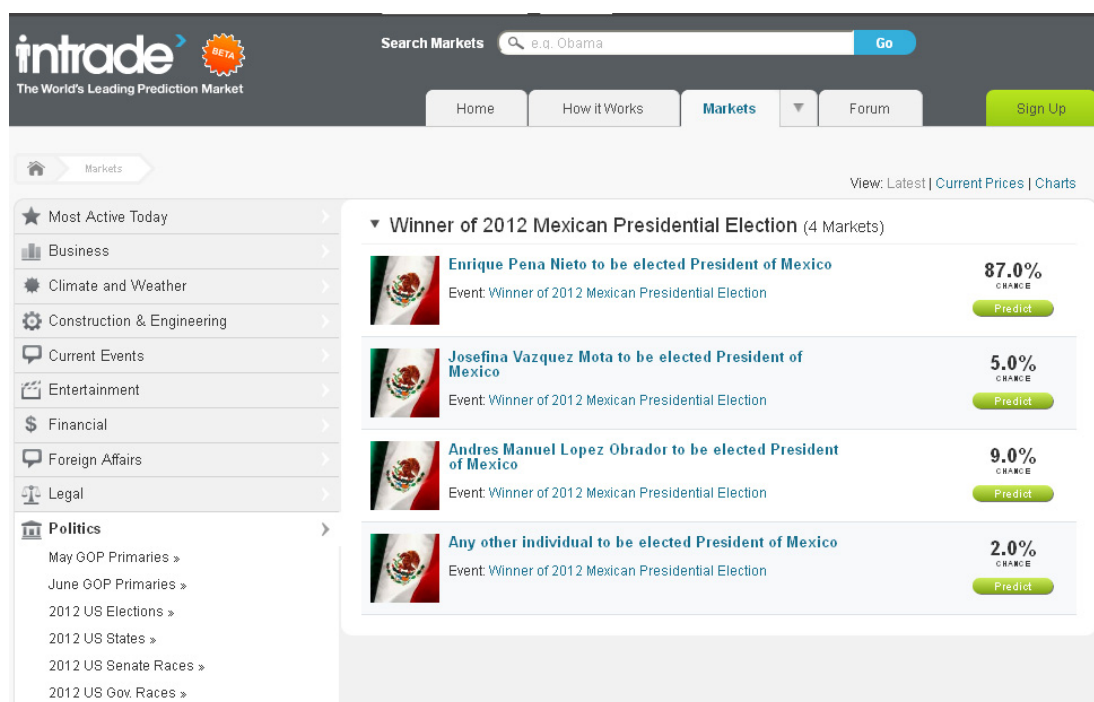 intrade
BETA
The World's Leading Prediction Market
Search Markets e.g. Obama Go
Home How it Works Markets Forum Sign Up
Markets
View: Latest | Current Prices | Charts
Most Active Today
Business
Climate and Weather
Construction & Engineering
Current Events
Entertainment
$ Financial
Foreign Affairs
Legal
Politics
May GOP Primaries »
June GOP Primaries »
2012 US Elections »
2012 US States »
2012 US Senate Races »
2012 US Gov. Races »
Winner of 2012 Mexican Presidential Election (4 Markets)
Enrique Pena Nieto to be elected President of Mexico
Event: Winner of 2012 Mexican Presidential Election
87.0%
CHANCE
Predict
Josefina Vazquez Mota to be elected President of
Mexico
Event: Winner of 2012 Mexican Presidential Election
5.0%
CHANCE
Predict
Andres Manuel Lopez Obrador to be elected President
of Mexico
Event: Winner of 2012 Mexican Presidential Election
9.0%
CHANCE
Predict
Any other individual to be elected President of Mexico
Event: Winner of 2012 Mexican Presidential Election
2.0%
CHANCE
Predict